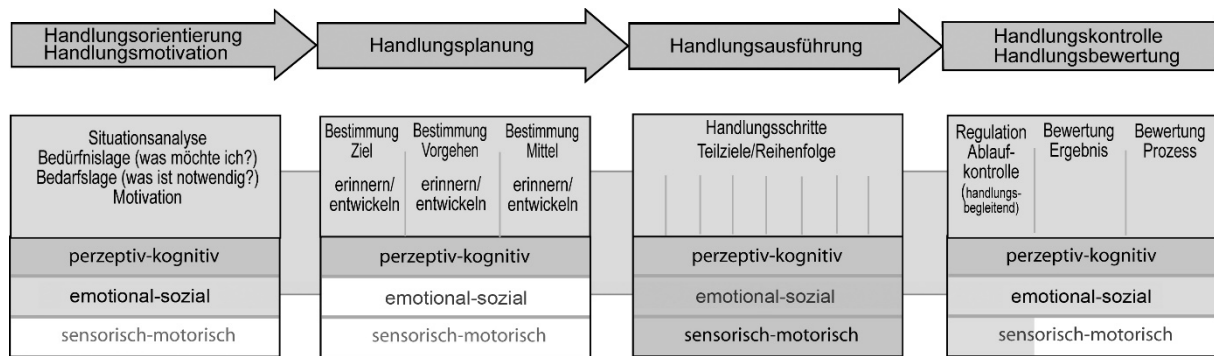 Handlungsorientierung
Handlungsmotivation
Handlungsplanung
Handlungsausführung
Handlungskontrolle
Handlungsbewertung
Situationsanalyse
Bedürfnislage (was möchte ich?)
Bedarfslage (was ist notwendig?)
Motivation
perzeptiv-kognitiv
emotional-sozial
sensorisch-motorisch
Bestimmung
Ziel
erinnern/
entwickeln
Bestimmung
Vorgehen
erinnern/
entwickeln
Bestimmung
Mittel
erinnern/
entwickeln
perzeptiv-kognitiv
emotional-sozial
sensorisch-motorisch
Handlungsschritte
Teilziele/Reihenfolge
perzeptiv-kognitiv
emotional-sozial
sensorisch-motorisch
Regulation
Ablauf-
kontrolle
(handlungs-
begleitend)
Bewertung
Ergebnis
Bewertung
Prozess
perzeptiv-kognitiv
emotional-sozial
sensorisch-motorisch